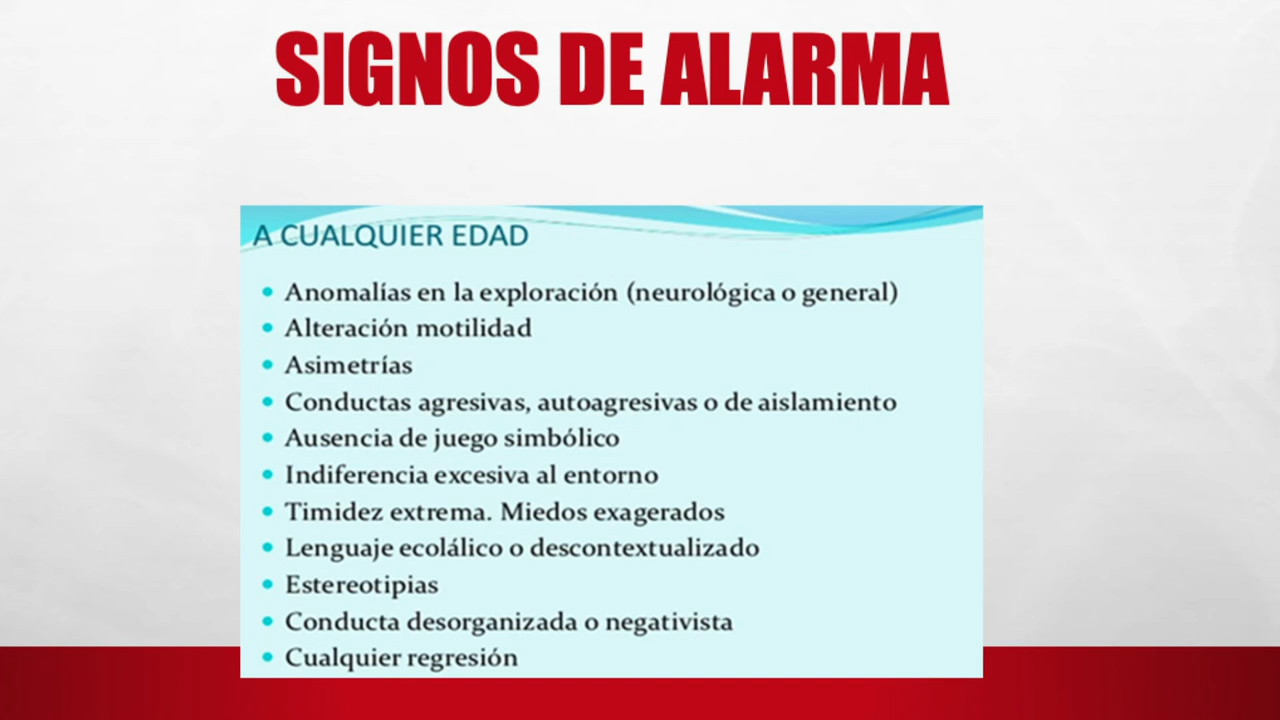 SIGNOS DE ALARMA
A CUALQUIER EDAD
• Anomalías en la exploración (neurológica o general)
• Alteración motilidad
• Asimetrías
• Conductas agresivas, autoagresivas o de aislamiento
• Ausencia de juego simbólico
• Indiferencia excesiva al entorno
• Timidez extrema. Miedos exagerados
• Lenguaje ecolálico o descontextualizado
• Estereotipias
• Conducta desorganizada o negativista
• Cualquier regresión